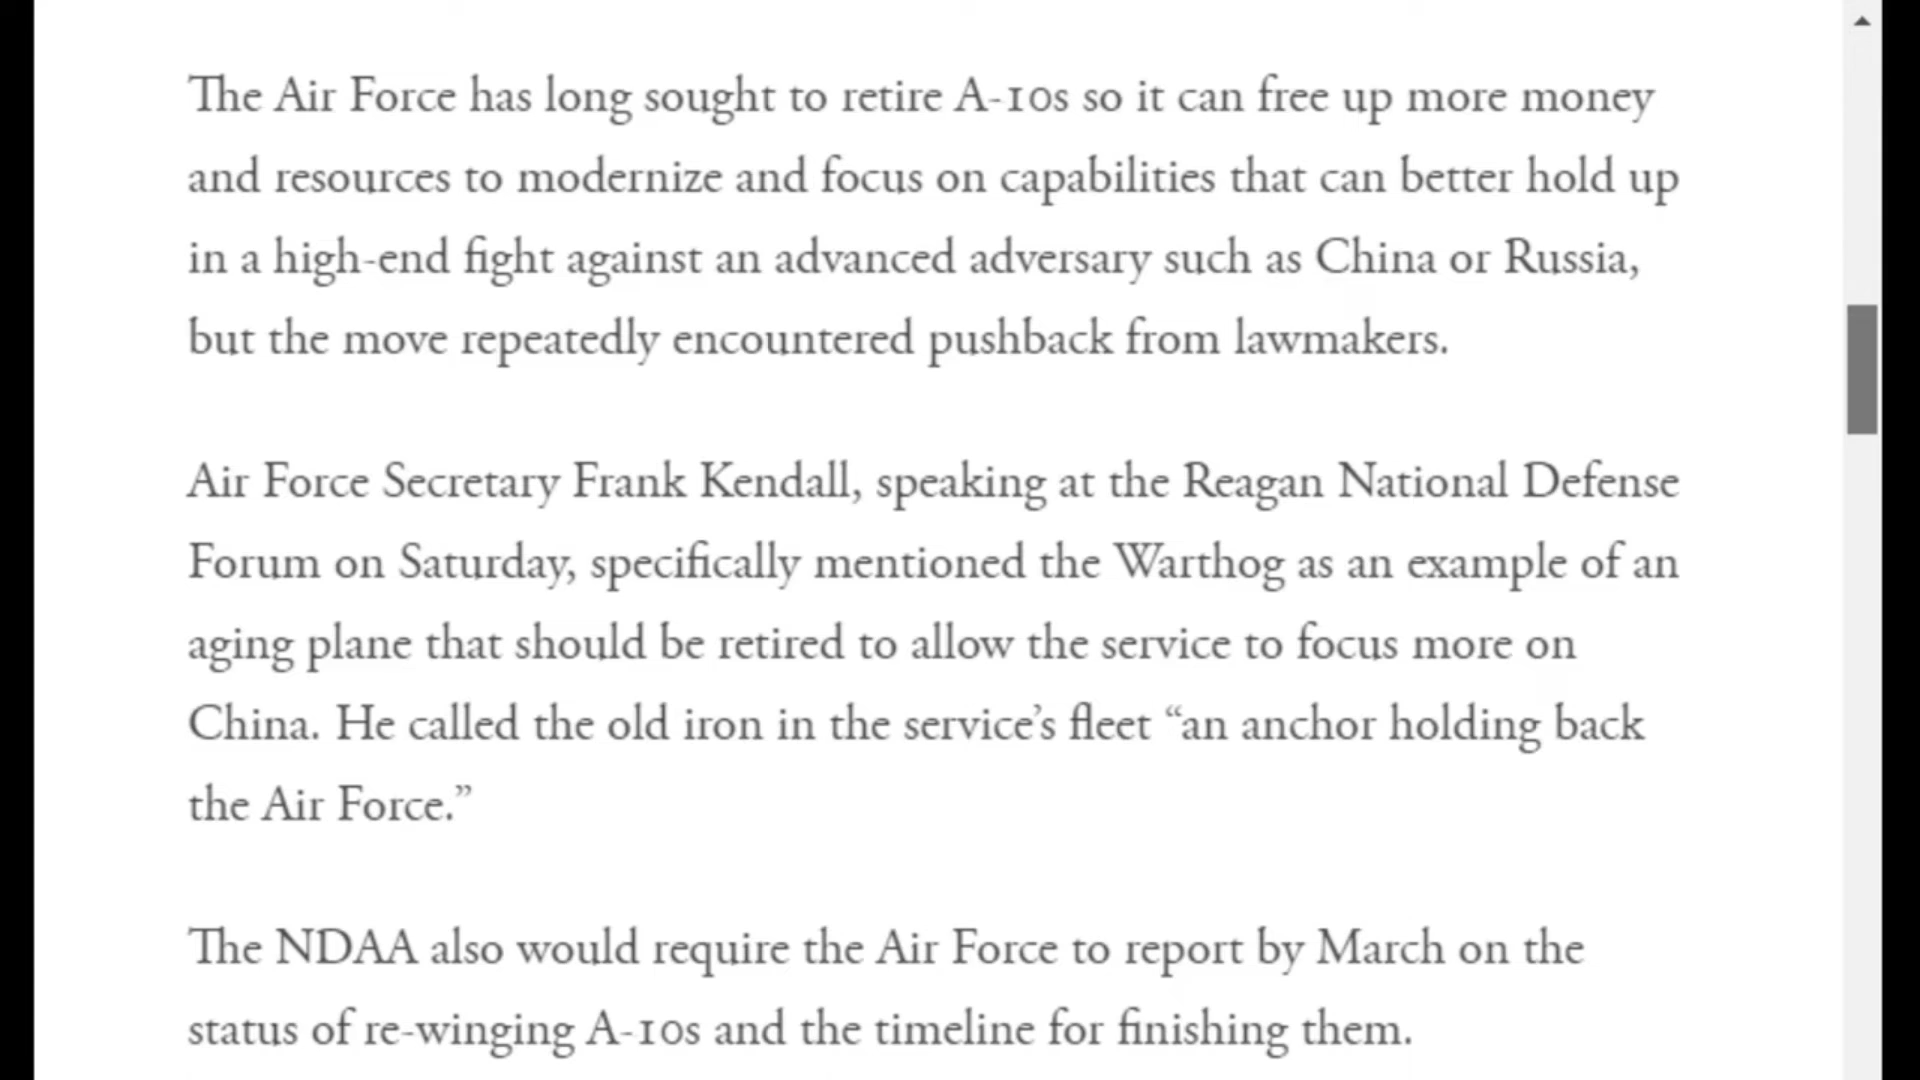 The Air Force has long sought to retire A-10s so it can free up more money
and resources to modernize and focus on capabilities that can better hold up
in a high-end fight against an advanced adversary such as China or Russia,
but the move repeatedly encountered pushback from lawmakers.
Air Force Secretary Frank Kendall, speaking at the Reagan National Defense
Forum on Saturday, specifically mentioned the Warthog as an example of an
aging plane that should be retired to allow the service to focus more on
China. He called the old iron in the service’s fleet “an anchor holding back
the Air Force.”
The NDAA also would require the Air Force to report by March on the
status of re-winging A-10s and the timeline for finishing them.